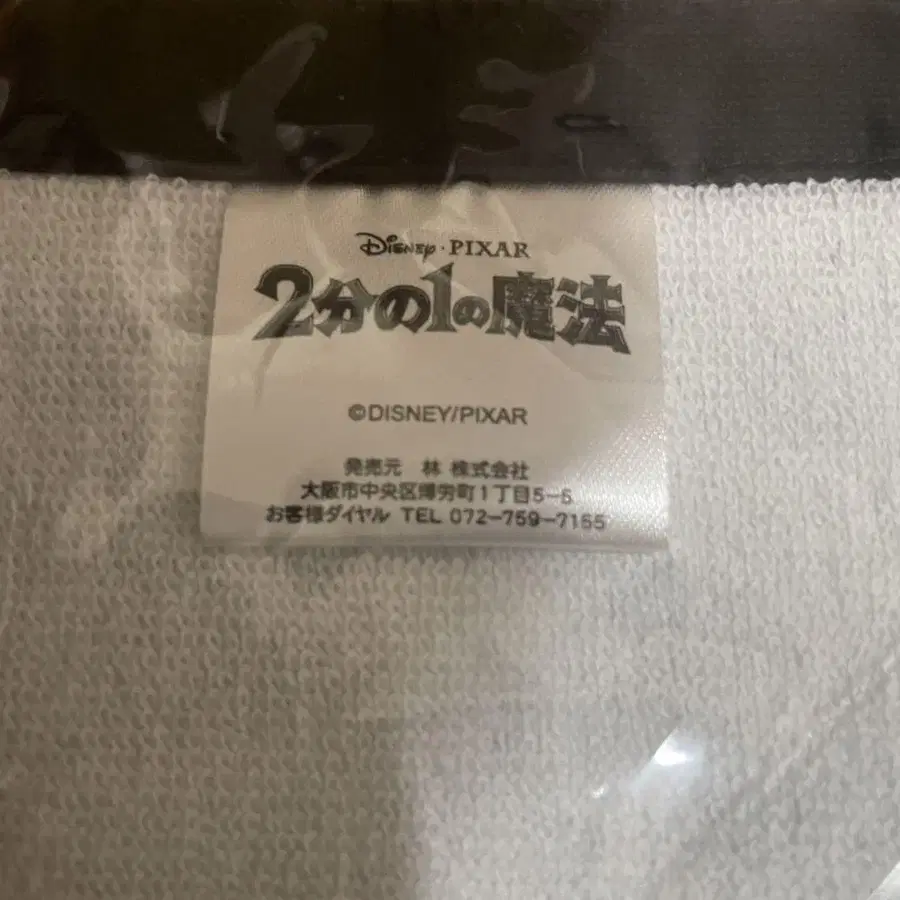 Disney・PIXAR
2分の1の魔法
©DISNEY/PIXAR
発売元 林 株式会社
大阪市中央区博労町1丁目5-5
お客様ダイヤル TEL 072-759-7155